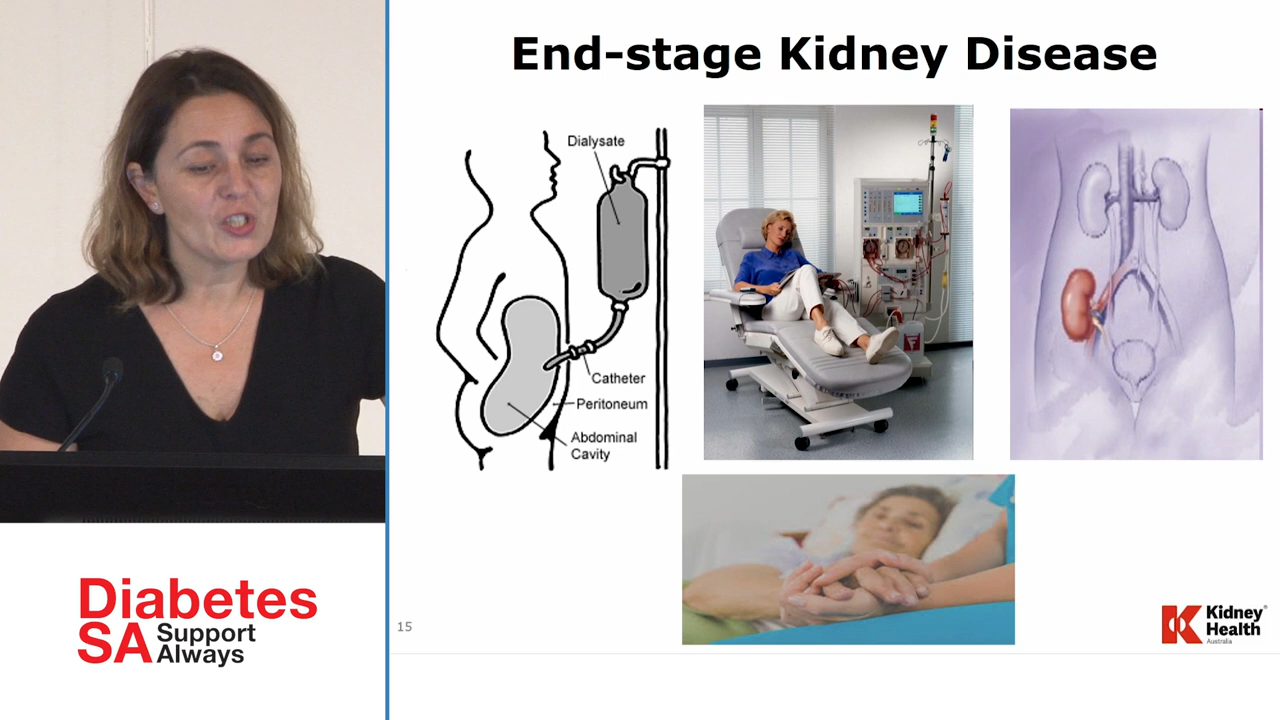 End-stage Kidney Disease
Dialysate
Catheter
Peritoneum
Abdominal
Cavity
Diabetes
SA Support
Always
15
Kidney
Health
Australia